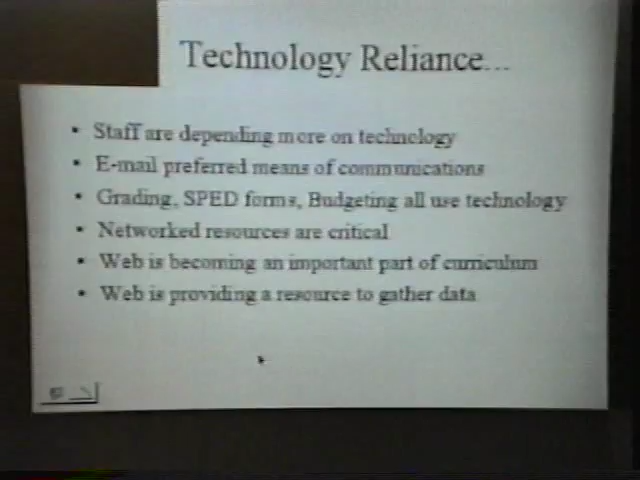 Technology Reliance...
• Staff are depending more on technology
• E-mail preferred means of communications
• Grading, SPED forms, Budgeting all use technology
• Networked resources are critical
• Web is becoming an important part of curriculum
• Web is providing a resource to gather data